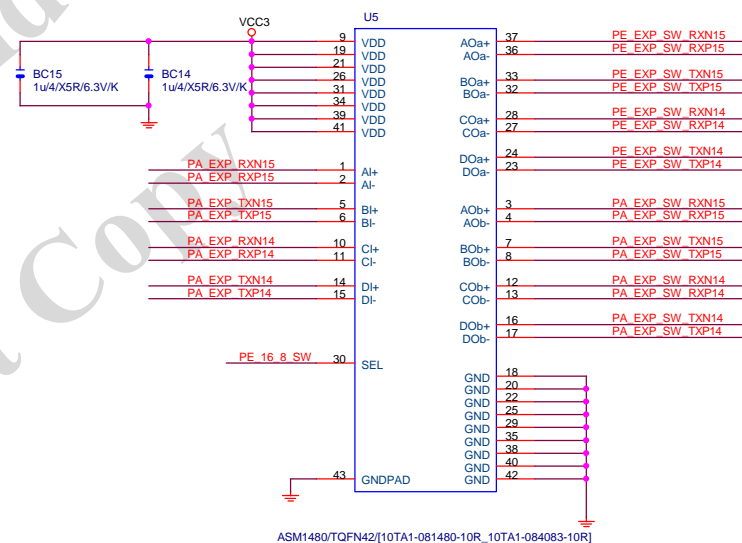 VCC3
U5
BC15
1u/4/X5R/6.3V/K
BC14
1u/4/X5R/6.3V/K
9 VDD
19 VDD
21 VDD
26 VDD
31 VDD
34 VDD
39 VDD
41 VDD
PA_EXP_RXN15 1 AI+
PA_EXP_RXP15 2 AI-
PA_EXP_TXN15 5 BI+
PA_EXP_TXP15 6 BI-
PA_EXP_RXN14 10 CI+
PA_EXP_RXP14 11 CI-
PA_EXP_TXN14 14 DI+
PA_EXP_TXP14 15 DI-
PE_16_8_SW 30 SEL
43 GNDPAD
AOa+ 37 PE_EXP_SW_RXN15
AOa- 36 PE_EXP_SW_RXP15
BOa+ 33 PE_EXP_SW_TXN15
BOa- 32 PE_EXP_SW_TXP15
COa+ 28 PE_EXP_SW_RXN14
COa- 27 PE_EXP_SW_RXP14
DOa+ 24 PE_EXP_SW_TXN14
DOa- 23 PE_EXP_SW_TXP14
AOb+ 3 PA_EXP_SW_RXN15
AOb- 4 PA_EXP_SW_RXP15
BOb+ 7 PA_EXP_SW_TXN15
BOb- 8 PA_EXP_SW_TXP15
COb+ 12 PA_EXP_SW_RXN14
COb- 13 PA_EXP_SW_RXP14
DOb+ 16 PA_EXP_SW_TXN14
DOb- 17 PA_EXP_SW_TXP14
GND 18
GND 20
GND 22
GND 25
GND 29
GND 35
GND 38
GND 40
GND 42
ASM1480/TQFN42/[10TA1-081480-10R_10TA1-084083-10R]
Copy